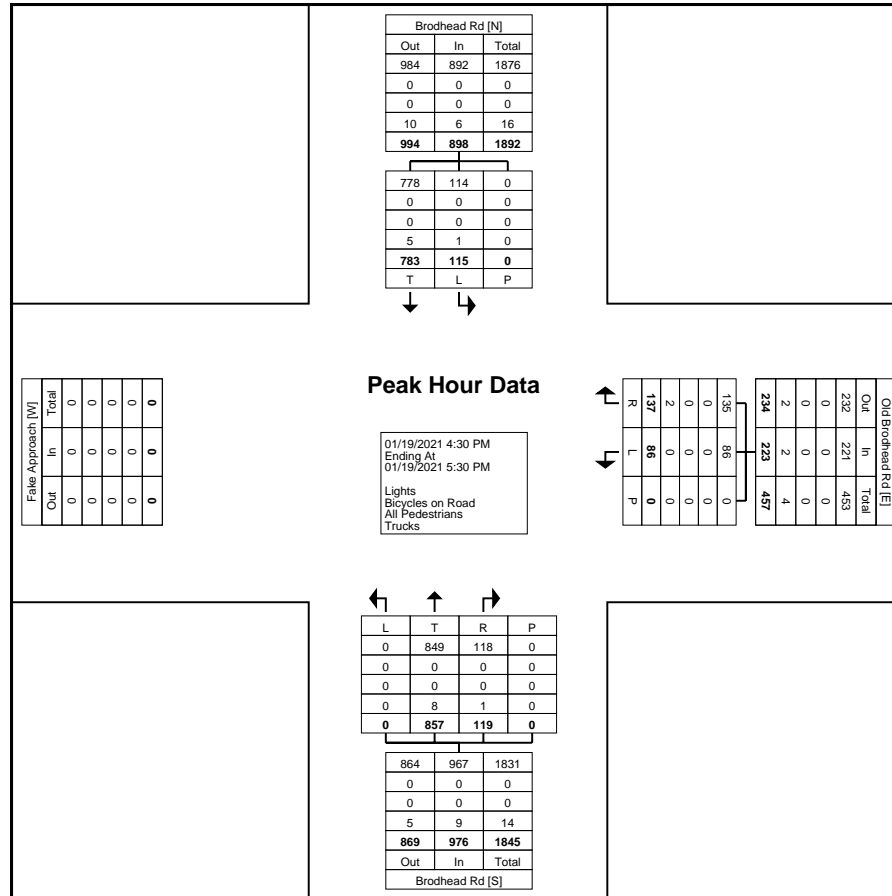 Brodhead Rd [N]
Out In Total
984 892 1876
0 0 0
0 0 0
10 6 16
994 898 1892
778 114 0
0 0 0
0 0 0
5 1 0
783 115 0
T L P
Fake Approach [W]
Total In Out
0 0 0
0 0 0
0 0 0
0 0 0
0 0 0
Peak Hour Data
01/19/2021 4:30 PM
Ending At
01/19/2021 5:30 PM
Lights
Bicycles on Road
All Pedestrians
Trucks
Old Brodhead Rd [E]
Out In Total
232 221 453
0 0 0
0 0 0
2 2 4
234 223 457
135 86 0
0 0 0
0 0 0
2 0 0
137 86 0
R L P
L T R P
0 849 118 0
0 0 0 0
0 0 0 0
0 8 1 0
0 857 119 0
864 967 1831
0 0 0
0 0 0
5 9 14
869 976 1845
Out In Total
Brodhead Rd [S]